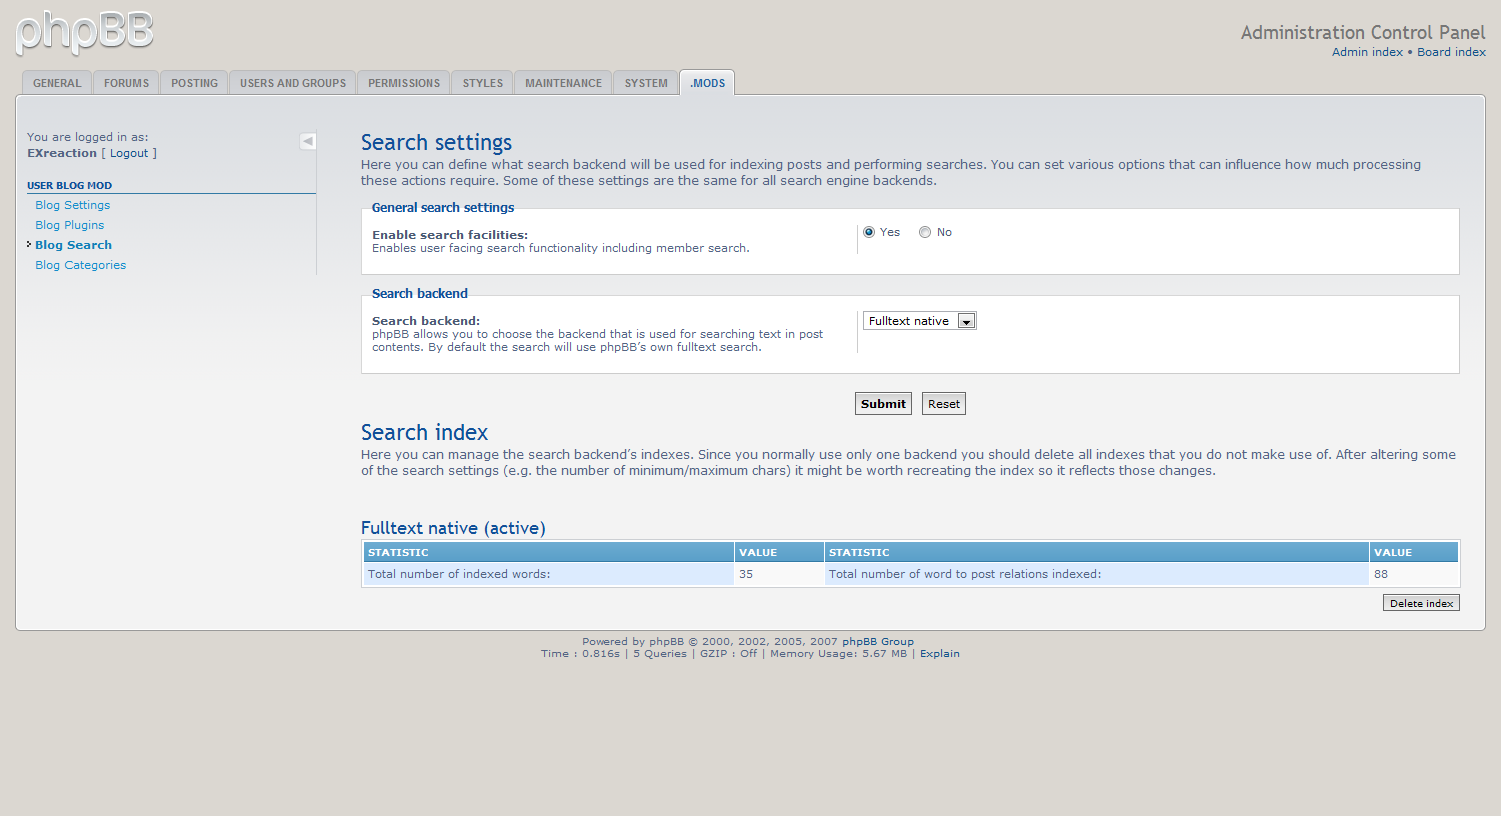 phpBB
Administration Control Panel
Admin index • Board index
GENERAL
FORUMS
POSTING
USERS AND GROUPS
PERMISSIONS
STYLES
MAINTENANCE
SYSTEM
.MODS
You are logged in as:
EXreaction [ Logout ]
USER BLOG MOD
Blog Settings
Blog Plugins
Blog Search
Blog Categories
Search settings
Here you can define what search backend will be used for indexing posts and performing searches. You can set various options that can influence how much processing
these actions require. Some of these settings are the same for all search engine backends.
General search settings
Enable search facilities:
Enables user facing search functionality including member search.
Yes No
Search backend
Search backend:
phpBB allows you to choose the backend that is used for searching text in post
contents. By default the search will use phpBB’s own fulltext search.
Fulltext native
Submit Reset
Search index
Here you can manage the search backend’s indexes. Since you normally use only one backend you should delete all indexes that you do not make use of. After altering some
of the search settings (e.g. the number of minimum/maximum chars) it might be worth recreating the index so it reflects those changes.
Fulltext native (active)
STATISTIC VALUE STATISTIC VALUE
Total number of indexed words: 35 Total number of word to post relations indexed: 88
Delete index
Powered by phpBB © 2000, 2002, 2005, 2007 phpBB Group
Time : 0.816s | 5 Queries | GZIP : Off | Memory Usage: 5.67 MB | Explain